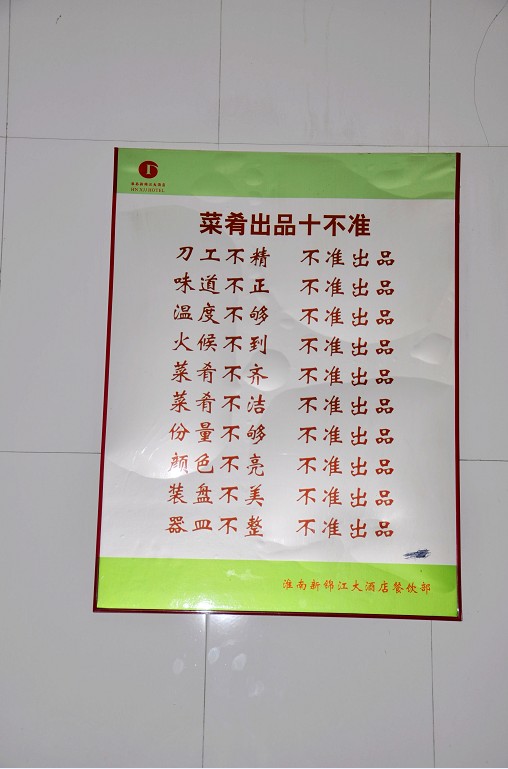 菜肴出品十不准
刀工不精 不准出品
味道不正 不准出品
温度不够 不准出品
火候不到 不准出品
菜肴不齐 不准出品
菜肴不洁 不准出品
份量不够 不准出品
颜色不亮 不准出品
装盘不美 不准出品
器皿不整 不准出品
淮南新锦江大酒店餐饮部